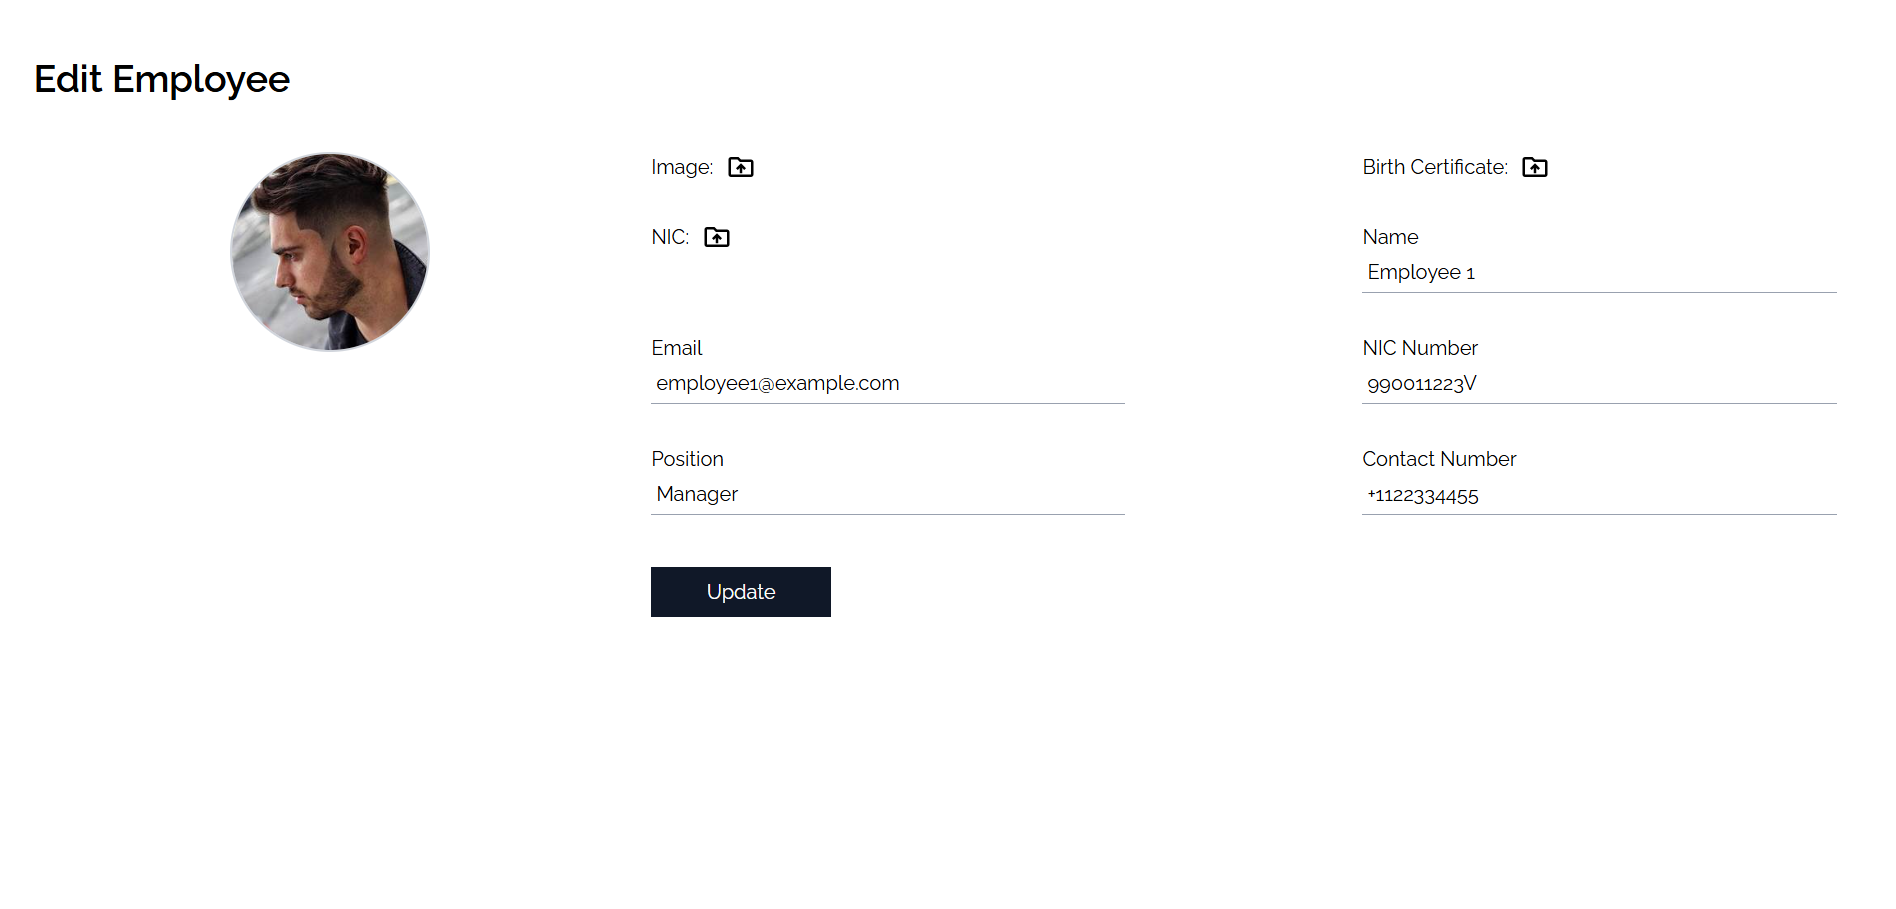 Edit Employee
Image:
Birth Certificate:
NIC:
Name
Employee 1
Email
employee1@example.com
NIC Number
990011223V
Position
Manager
Contact Number
+1122334455
Update